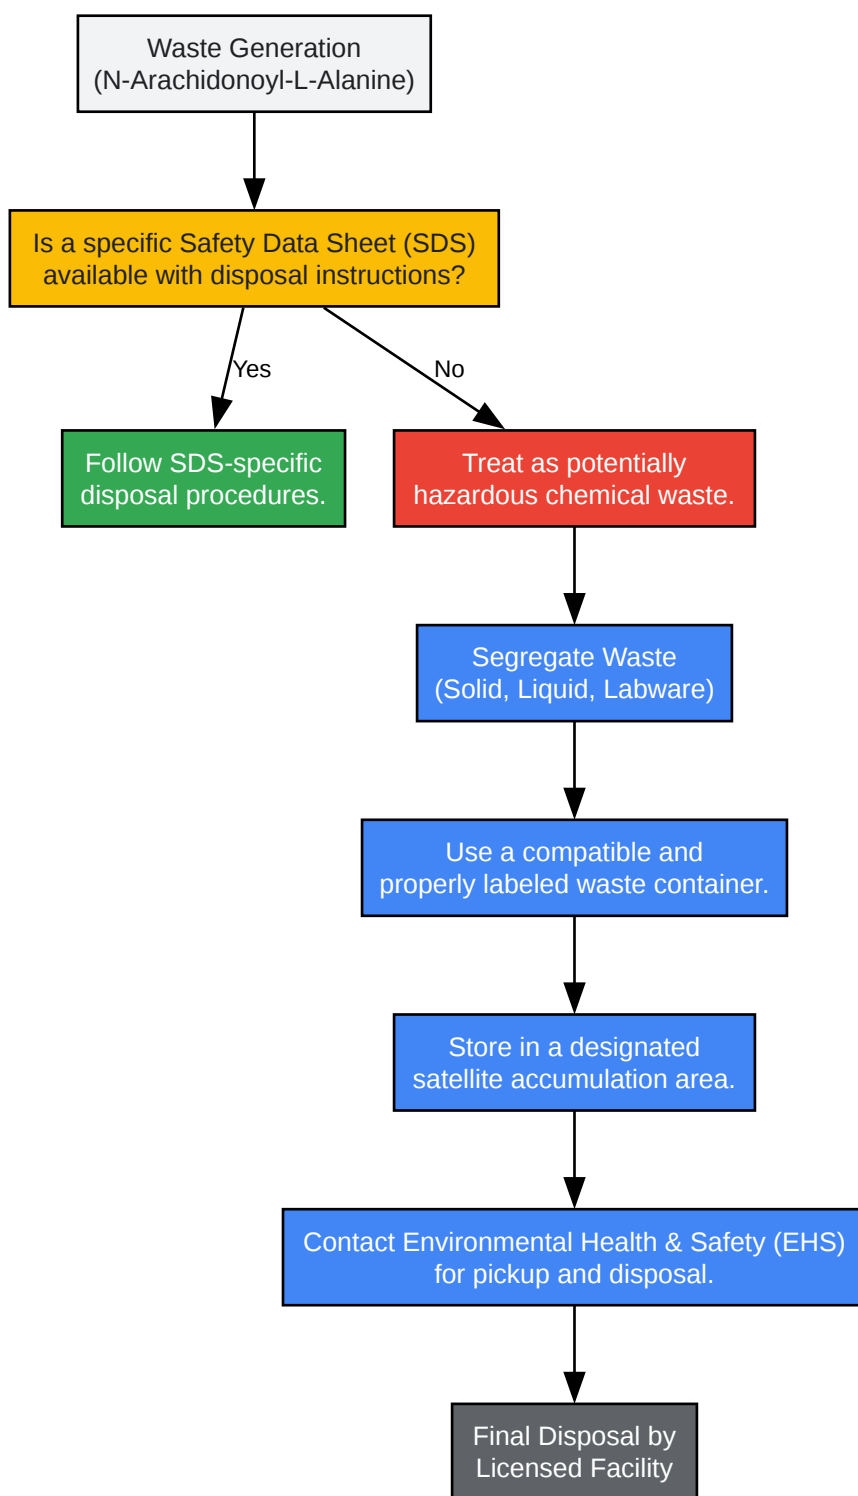 Waste Generation
(N-Arachidonoyl-L-Alanine)
Is a specific Safety Data Sheet (SDS)
available with disposal instructions?
Yes
No
Follow SDS-specific
disposal procedures.
Treat as potentially
hazardous chemical waste.
Segregate Waste
(Solid, Liquid, Labware)
Use a compatible and
properly labeled waste container.
Store in a designated
satellite accumulation area.
Contact Environmental Health & Safety (EHS)
for pickup and disposal.
Final Disposal by
Licensed Facility